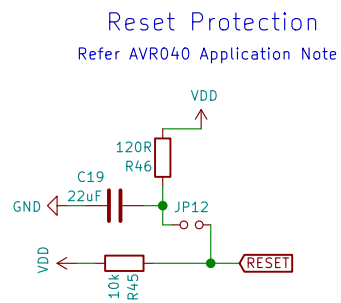 Reset Protection
Refer AVR040 Application Note
VDD
120R
R46
C19
22uF
GND
JP12
VDD
10k
R45
RESET